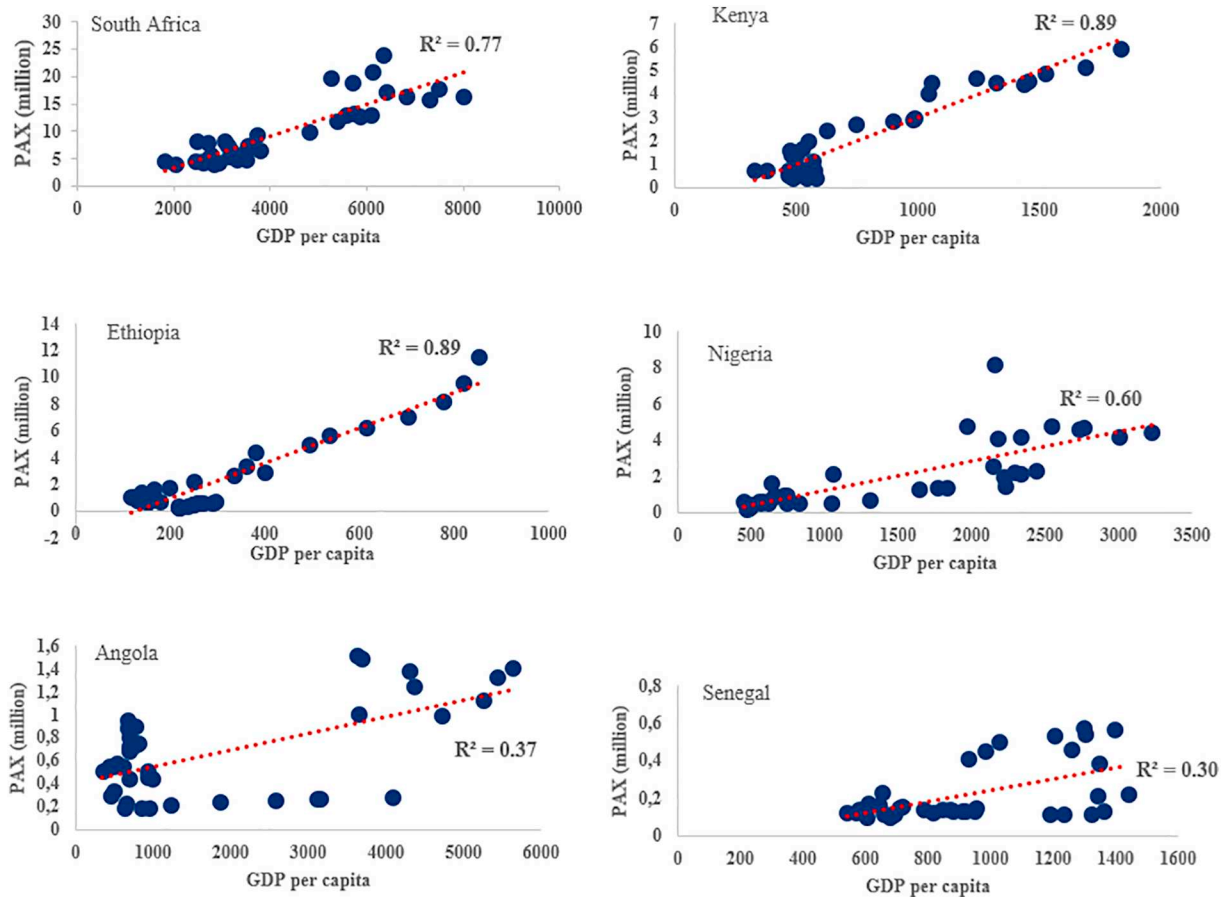 South Africa
R² = 0.77
PAX (million)
30
25
20
15
10
5
0
0 2000 4000 6000 8000 10000
GDP per capita
Kenya
R² = 0.89
PAX (million)
7
6
5
4
3
2
1
0
0 500 1000 1500 2000
GDP per capita
Ethiopia
R² = 0.89
PAX (million)
14
12
10
8
6
4
2
0
-2
0 200 400 600 800 1000
GDP per capita
Nigeria
R² = 0.60
PAX (million)
10
8
6
4
2
0
0 500 1000 1500 2000 2500 3000 3500
GDP per capita
Angola
R² = 0.37
PAX (million)
1,6
1,4
1,2
1
0,8
0,6
0,4
0,2
0
0 1000 2000 3000 4000 5000 6000
GDP per capita
Senegal
R² = 0.30
PAX (million)
0,8
0,6
0,4
0,2
0
0 200 400 600 800 1000 1200 1400 1600
GDP per capita